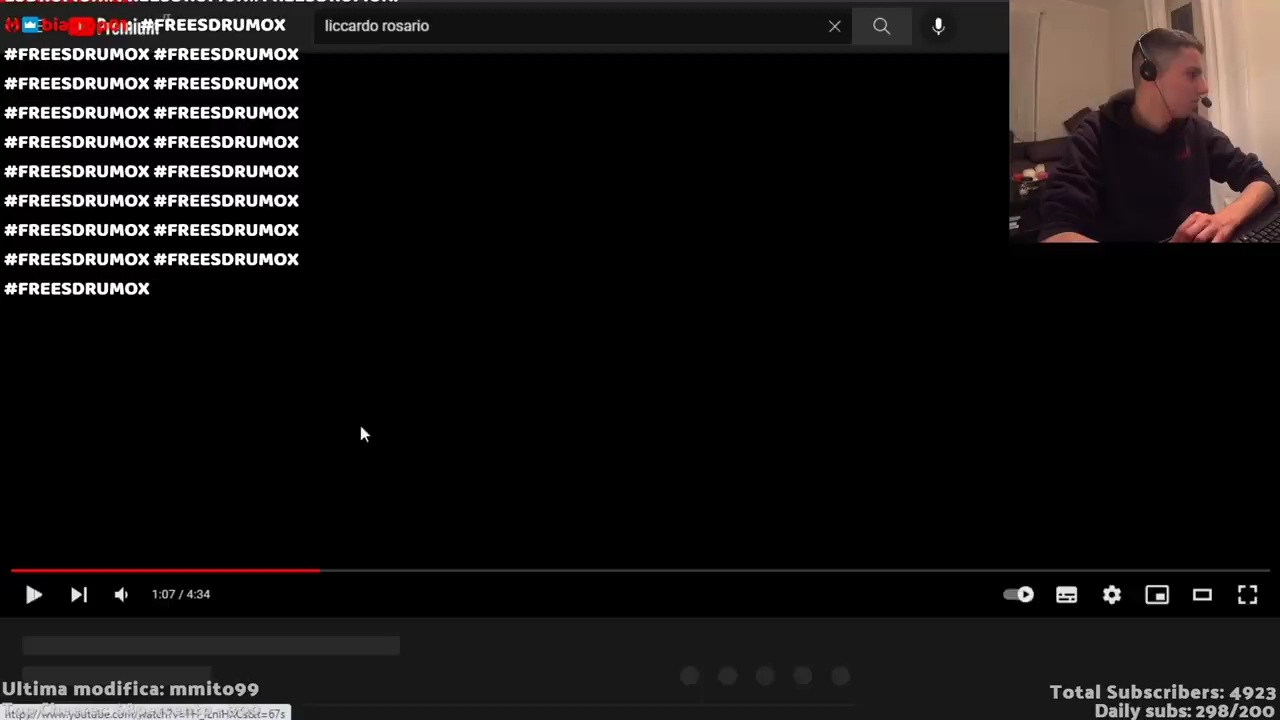 #FREESDRUMOX
Premium
liccardo rosario
#FREESDRUMOX #FREESDRUMOX
#FREESDRUMOX #FREESDRUMOX
#FREESDRUMOX #FREESDRUMOX
#FREESDRUMOX #FREESDRUMOX
#FREESDRUMOX #FREESDRUMOX
#FREESDRUMOX #FREESDRUMOX
#FREESDRUMOX #FREESDRUMOX
#FREESDRUMOX #FREESDRUMOX
#FREESDRUMOX
1:07 / 4:34
Ultima modifica: mmito99
Total Subscribers: 4923
Daily subs: 298/200